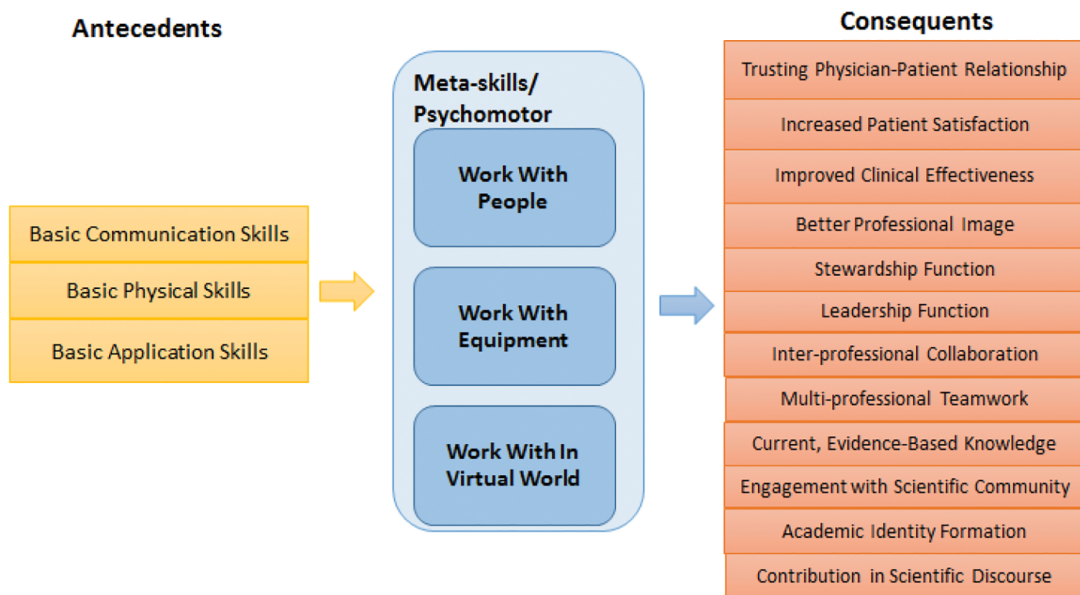 Antecedents
Basic Communication Skills
Basic Physical Skills
Basic Application Skills
Meta-skills/
Psychomotor
Work With
People
Work With
Equipment
Work With In
Virtual World
Consequents
Trusting Physician-Patient Relationship
Increased Patient Satisfaction
Improved Clinical Effectiveness
Better Professional Image
Stewardship Function
Leadership Function
Inter-professional Collaboration
Multi-professional Teamwork
Current, Evidence-Based Knowledge
Engagement with Scientific Community
Academic Identity Formation
Contribution in Scientific Discourse